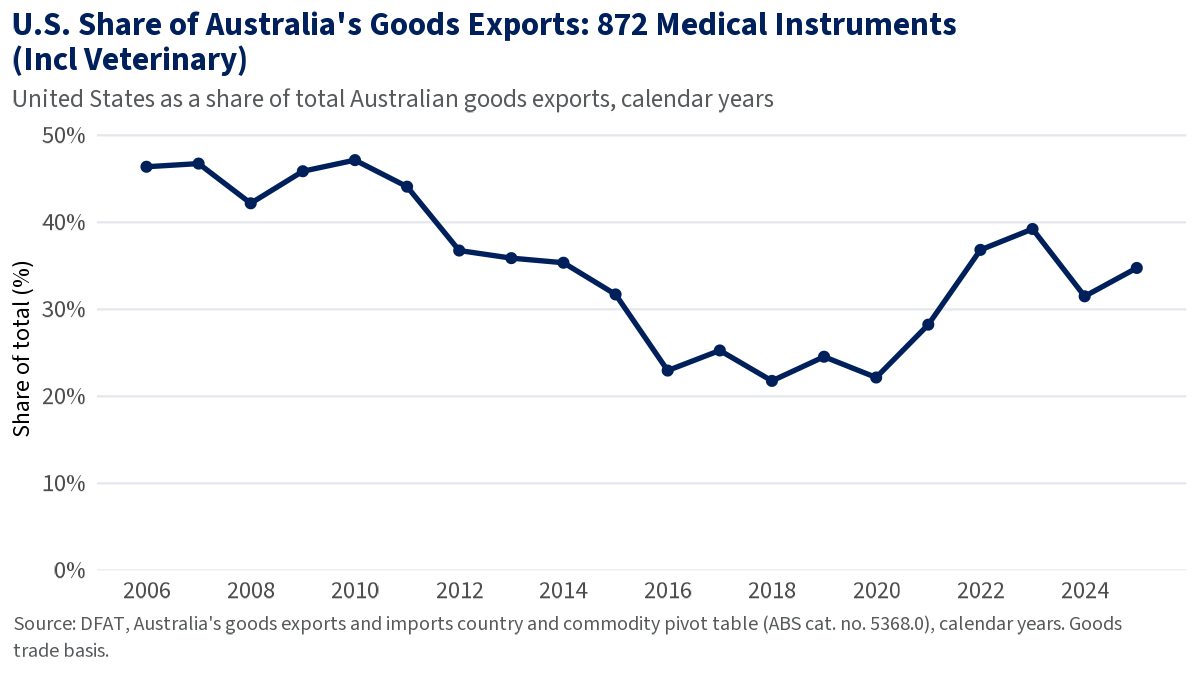 U.S. Share of Australia's Goods Exports: 872 Medical Instruments
(Incl Veterinary)
United States as a share of total Australian goods exports, calendar years
Share of total (%)
50%
40%
30%
20%
10%
0%
2006 2008 2010 2012 2014 2016 2018 2020 2022 2024
Source: DFAT, Australia's goods exports and imports country and commodity pivot table (ABS cat. no. 5368.0), calendar years. Goods
trade basis.